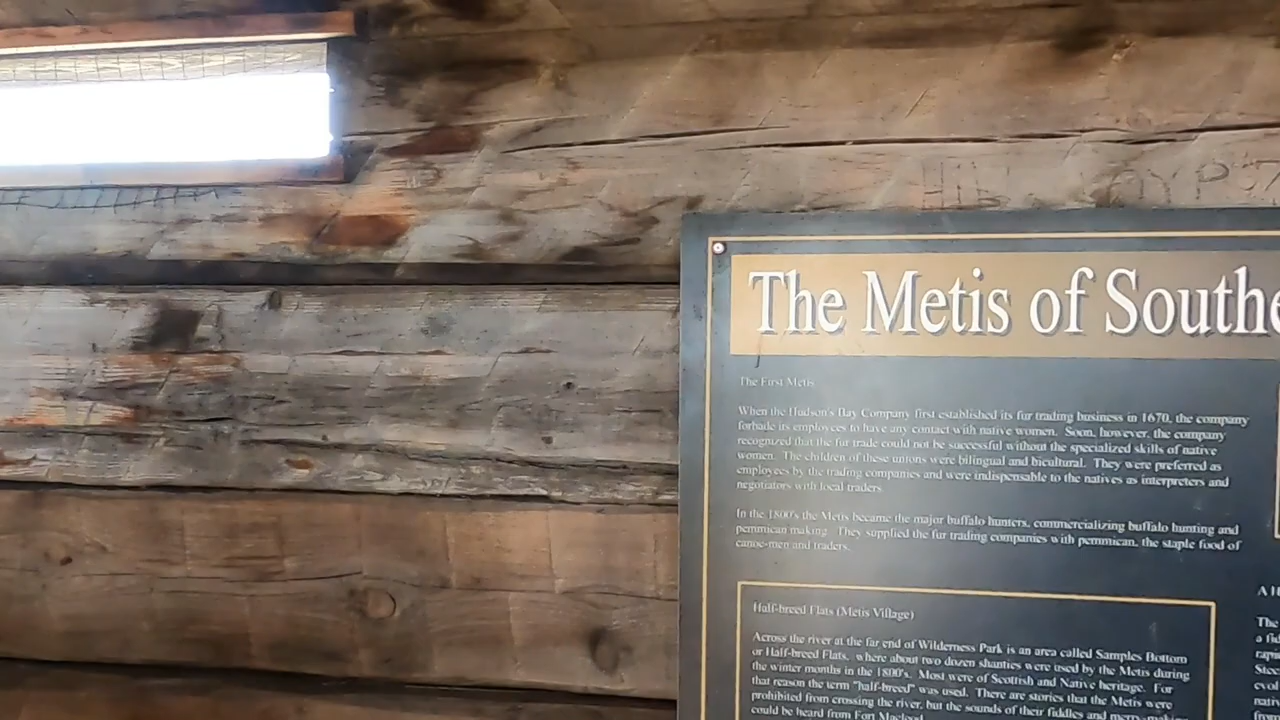 The Metis of Southe
The First Metis
When the Hudson's Bay Company first established its fur trading business in 1670, the company
forbade its employees to have any contact with native women. Soon, however, the company
recognized that the fur trade could not be successful without the specialized skills of native
women. The children of these unions were bilingual and bicultural. They were preferred as
employees by the trading companies and were indispensable to the natives as interpreters and
negotiators with local traders.
In the 1800's the Metis became the major buffalo hunters, commercializing buffalo hunting and
pemmican making. They supplied the fur trading companies with pemmican, the staple food of
canoe-men and traders.
Half-breed Flats (Metis Village)
Across the river at the far end of Wilderness Park is an area called Samples Bottom
or Half-breed Flats, where about two dozen shanties were used by the Metis during
the winter months in the 1800's. Most were of Scottish and Native heritage. For
that reason the term "half-breed" was used. There are stories that the Metis were
prohibited from crossing the river, but the sounds of their fiddles and merry-making
could be heard from Fort Macleod.
The
a fid
rapi
Stee
evol
nati
from